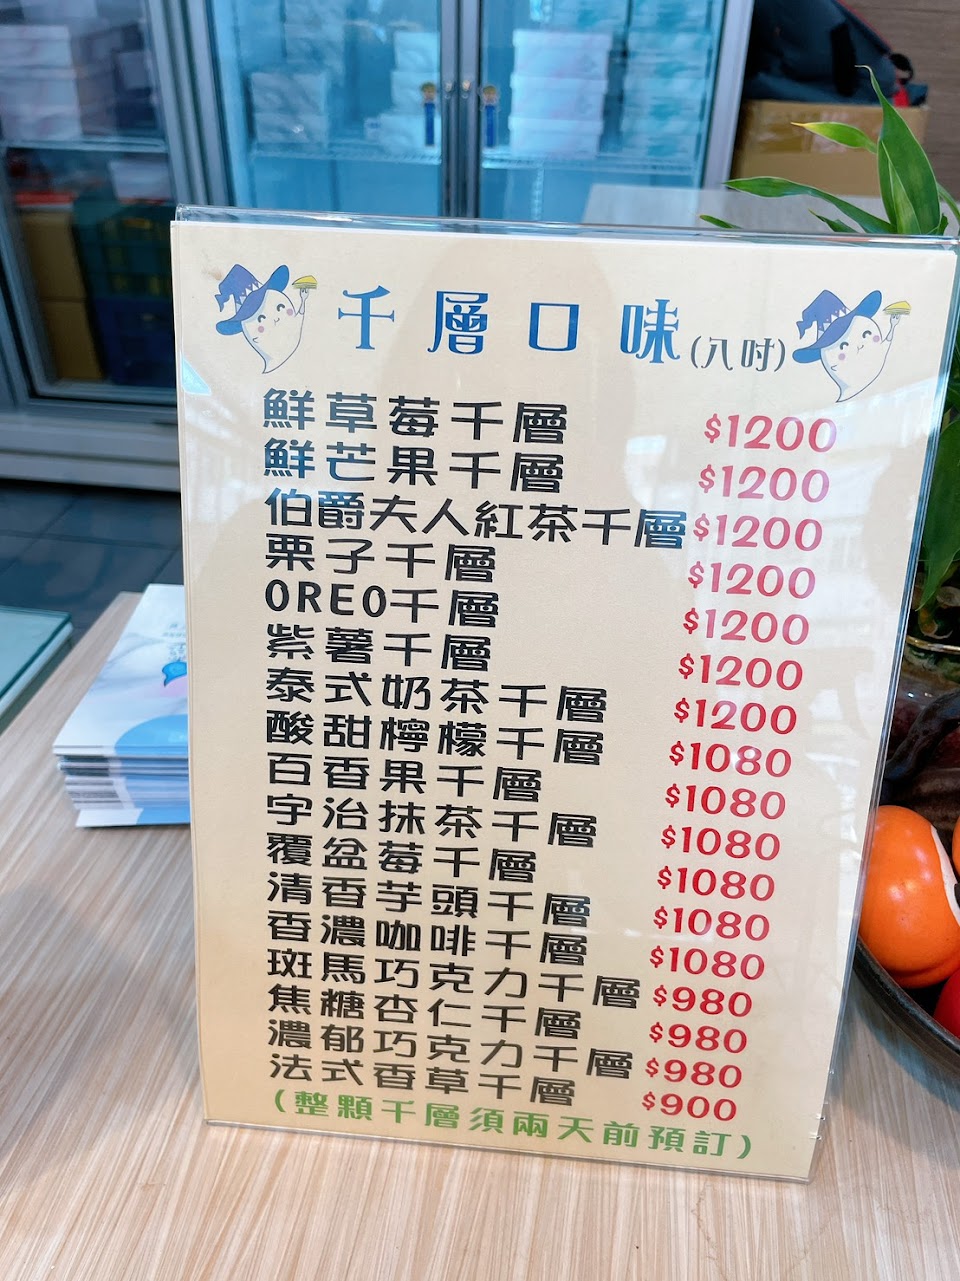 千層口味(八吋)
鮮草莓千層 $1200
鮮芒果千層 $1200
伯爵夫人紅茶千層 $1200
栗子千層 $1200
OREO千層 $1200
紫薯千層 $1200
泰式奶茶千層 $1200
酸甜檸檬千層 $1080
百香果千層 $1080
宇治抹茶千層 $1080
覆盆莓千層 $1080
清香芋頭千層 $1080
香濃咖啡千層 $1080
斑馬巧克力千層 $980
焦糖杏仁千層 $980
濃郁巧克力千層 $980
法式香草千層 $900
(整顆千層須兩天前預訂)